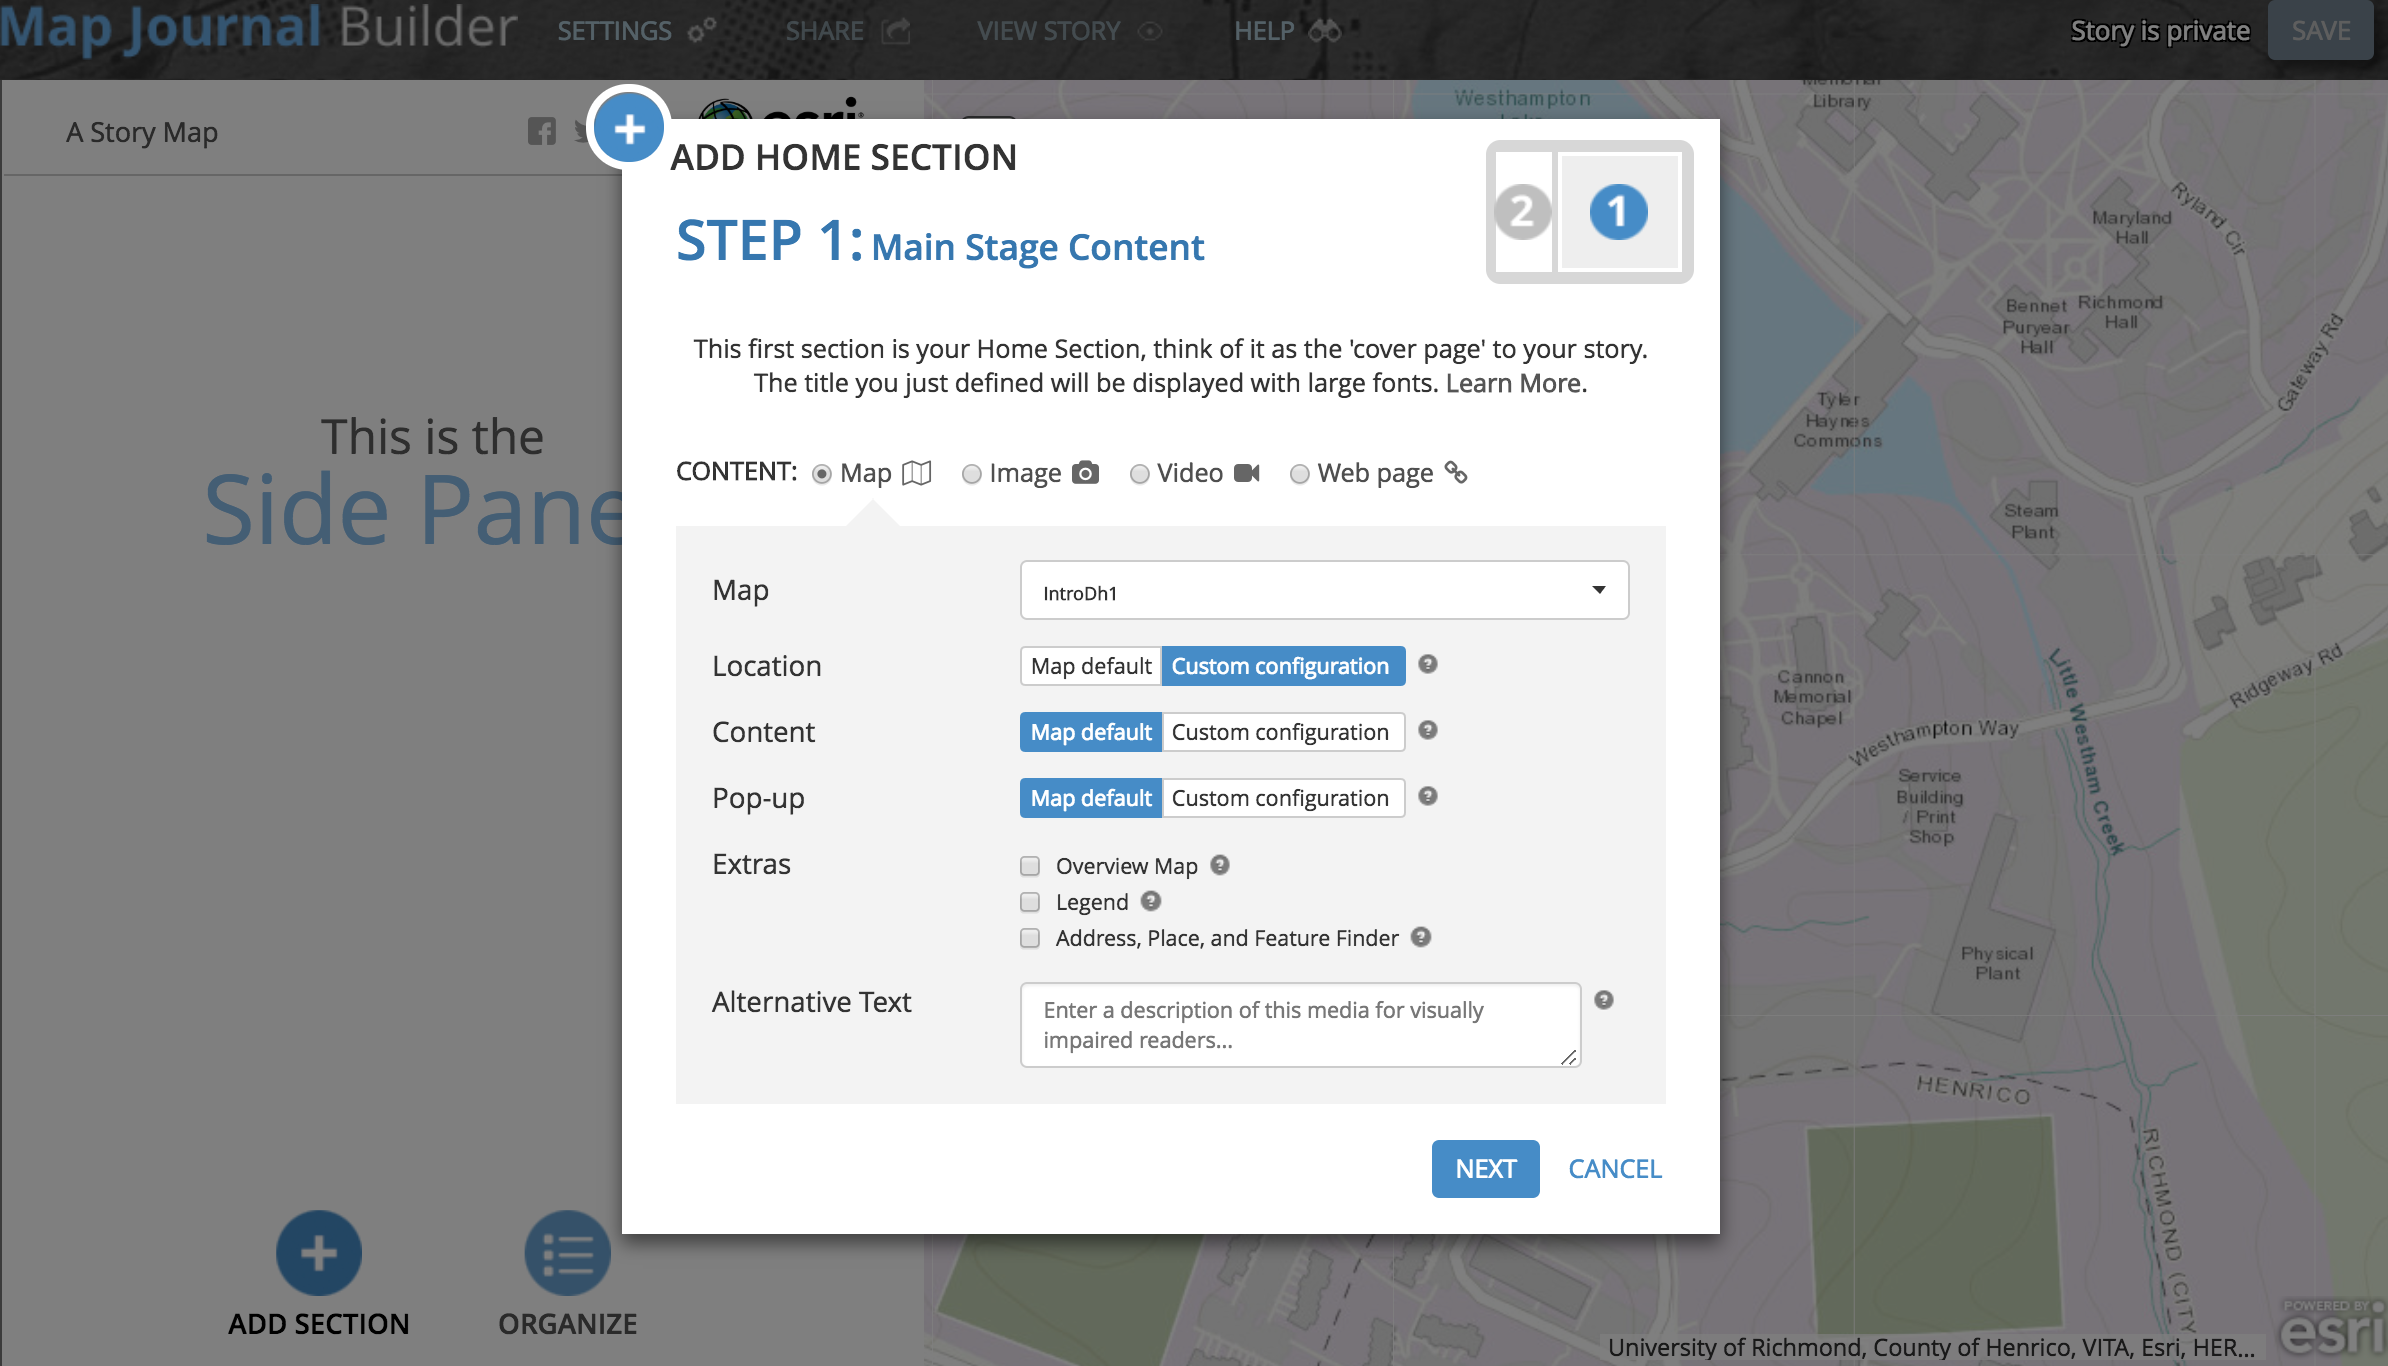 Map Journal Builder SETTINGS SHARE VIEW STORY HELP Story is private SAVE
A Story Map
esri
This is the
Side Pane
ADD SECTION ORGANIZE
ADD HOME SECTION
STEP 1: Main Stage Content
2 1
This first section is your Home Section, think of it as the 'cover page' to your story.
The title you just defined will be displayed with large fonts. Learn More.
CONTENT: Map Image Video Web page
Map IntroDh1
Location Map default Custom configuration ?
Content Map default Custom configuration ?
Pop-up Map default Custom configuration ?
Extras Overview Map ?
Legend ?
Address, Place, and Feature Finder ?
Alternative Text Enter a description of this media for visually ?
impaired readers...
NEXT CANCEL
Westhampton
Lake
Memorial
Library
Ryland Cir
Maryland
Hall
Bennet
Puryear
Hall
Richmond
Hall
Gateway Rd
Tyler
Haynes
Commons
Steam
Plant
Little Westham Creek
Ridgeway Rd
Cannon
Memorial
Chapel
Westhampton Way
Service
Building
/ Print
Shop
Physical
Plant
HENRICO
RICHMOND (CITY
POWERED BY
esri
University of Richmond, County of Henrico, VITA, Esri, HER...